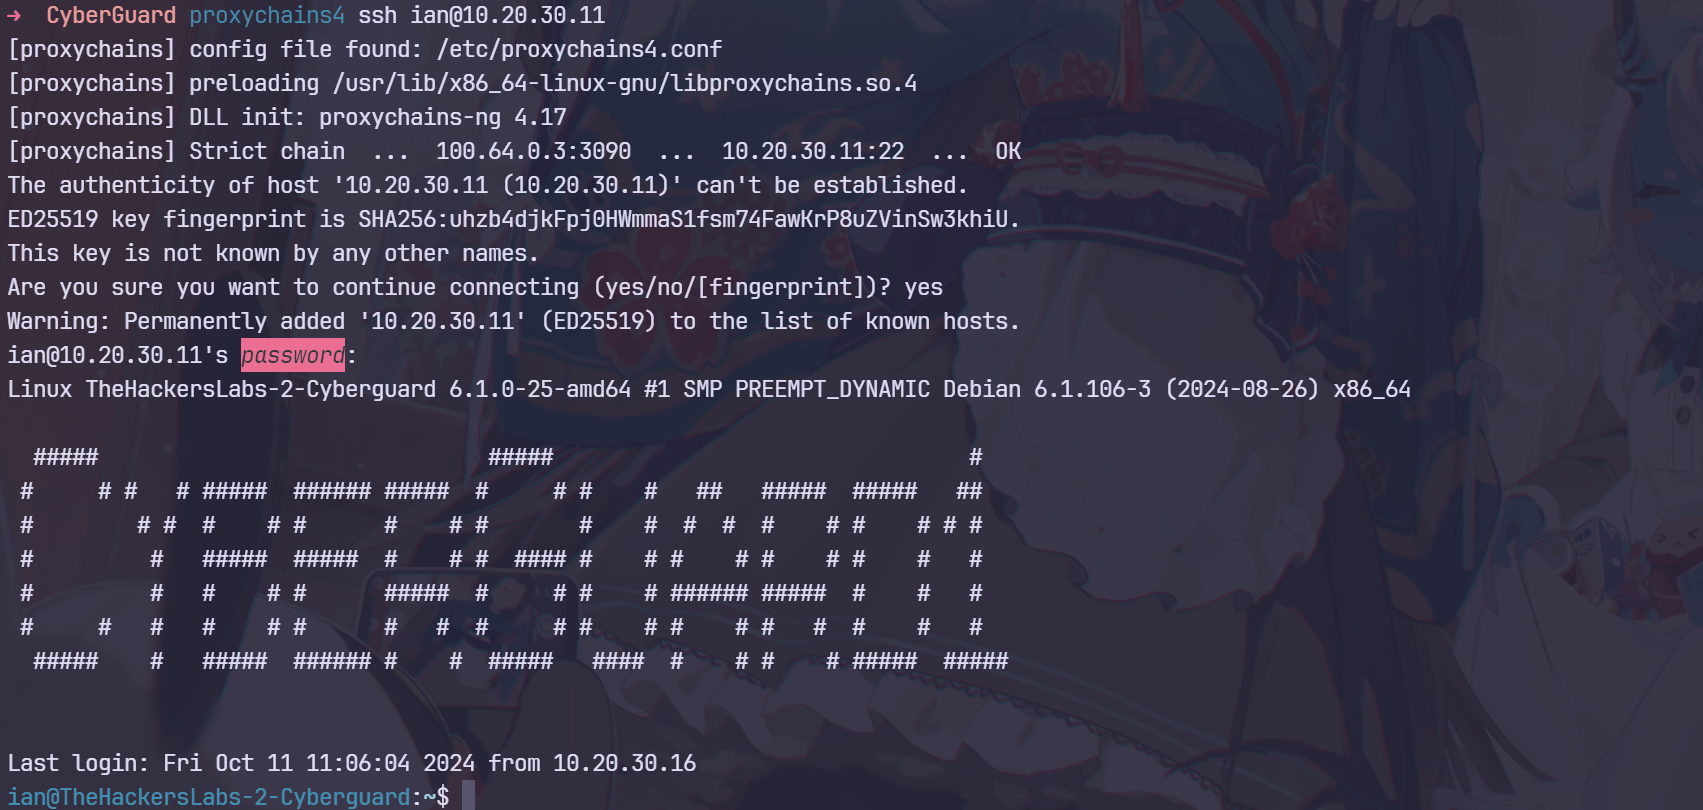 →  CyberGuard proxychains4 ssh ian@10.20.30.11
[proxychains] config file found: /etc/proxychains4.conf
[proxychains] preloading /usr/lib/x86_64-linux-gnu/libproxychains.so.4
[proxychains] DLL init: proxychains-ng 4.17
[proxychains] Strict chain  ...  100.64.0.3:3090  ...  10.20.30.11:22  ...  OK
The authenticity of host '10.20.30.11 (10.20.30.11)' can't be established.
ED25519 key fingerprint is SHA256:uhzb4djkFpj0HWmmaS1fsm74FawKrP8uZVinSw3khiU.
This key is not known by any other names.
Are you sure you want to continue connecting (yes/no/[fingerprint])? yes
Warning: Permanently added '10.20.30.11' (ED25519) to the list of known hosts.
ian@10.20.30.11's password:
Linux TheHackersLabs-2-Cyberguard 6.1.0-25-amd64 #1 SMP PREEMPT_DYNAMIC Debian 6.1.106-3 (2024-08-26) x86_64
  #####                              #####                                #
 #     # #   # #####  ###### #####  #     # #    #   ##   #####  #####   ##
 #        # #  #    # #      #    # #       #    #  #  #  #    # #    # # #
 #         #   #####  #####  #    # #  #### #    # #    # #    # #    #   #
 #         #   #    # #      #####  #     # #    # ###### #####  #    #   #
 #     #   #   #    # #      #   #  #     # #    # #    # #   #  #    #   #
  #####    #   #####  ###### #    #  #####   ####  #    # #    # #####  #####
Last login: Fri Oct 11 11:06:04 2024 from 10.20.30.16
ian@TheHackersLabs-2-Cyberguard:~$